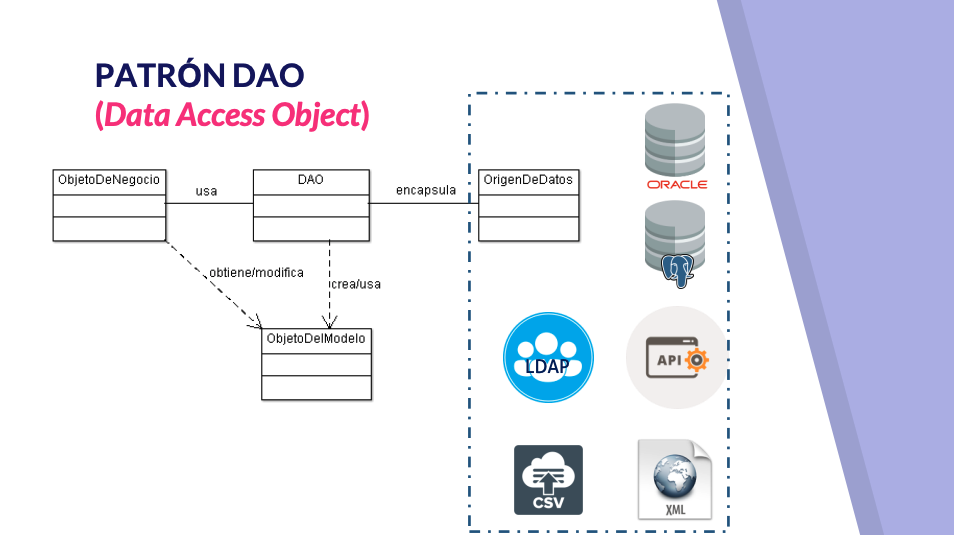 PATRÓN DAO
(Data Access Object)
ObjetoDeNegocio
usa
DAO
encapsula
OrigenDeDatos
obtiene/modifica
crea/usa
ObjetoDelModelo
ORACLE
LDAP
API
CSV
XML